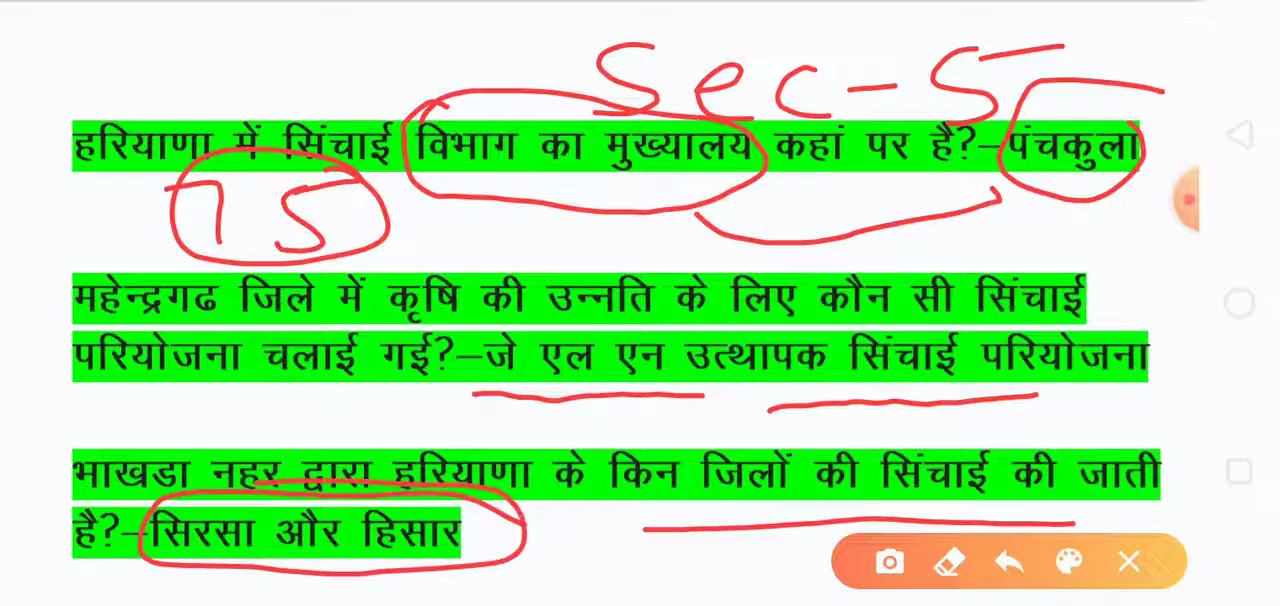 Sec-5
हरियाणा में सिंचाई विभाग का मुख्यालय कहां पर है?–पंचकुला
75
महेन्द्रगढ जिले में कृषि की उन्नति के लिए कौन सी सिंचाई
परियोजना चलाई गई?–जे एल एन उत्थापक सिंचाई परियोजना
भाखडा नहर द्वारा हरियाणा के किन जिलों की सिंचाई की जाती
है?–सिरसा और हिसार